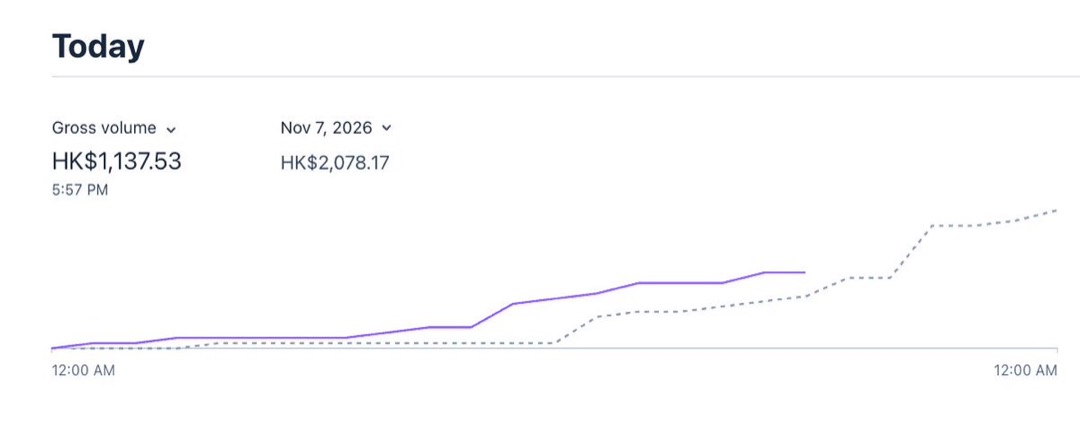 Today
Gross volume
HK$1,137.53
5:57 PM
Nov 7, 2026
HK$2,078.17
12:00 AM
12:00 AM